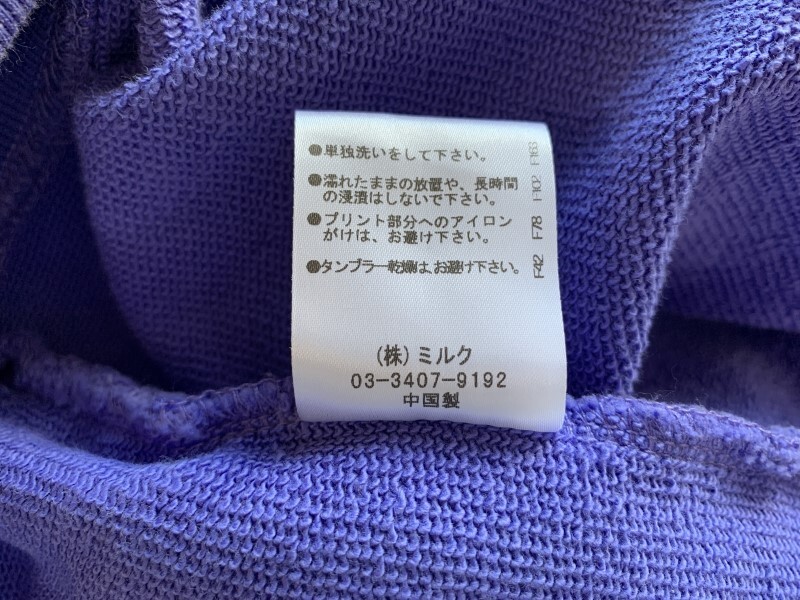 ●単独洗いをして下さい。
●濡れたままの放置や、長時間
の浸漬はしないで下さい。
●プリント部分へのアイロン
がけは、お避け下さい。
●タンブラー乾燥は、お避け下さい。
F42 F78 F102 F163
(株)ミルク
03-3407-9192
中国製